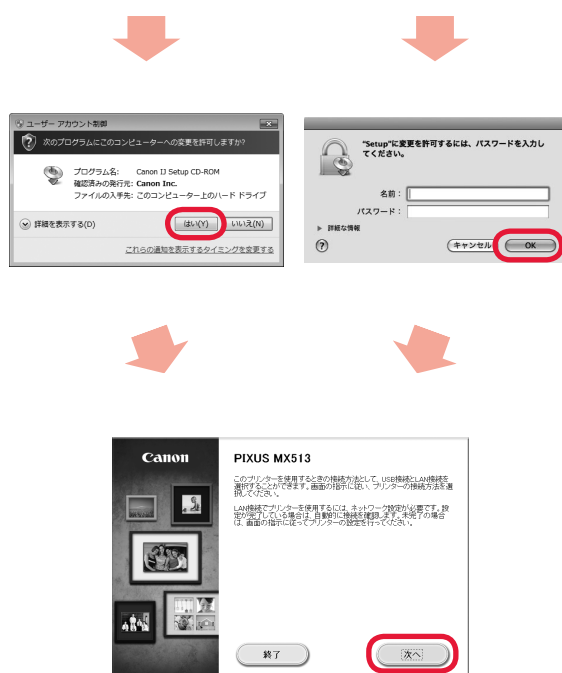 ユーザー アカウント制御
次のプログラムにこのコンピューターへの変更を許可しますか?
プログラム名: Canon IJ Setup CD-ROM
確認済みの発行元: Canon Inc.
ファイルの入手先: このコンピューター上のハード ドライブ
詳細を表示する(D)
はい(Y)
いいえ(N)
これらの通知を表示するタイミングを変更する
"Setup"に変更を許可するには、パスワードを入力し
てください。
名前：
パスワード：
詳細な情報
?
キャンセル
OK
Canon
PIXUS MX513
このプリンターを使用するときの接続方法として、USB接続とLAN接続を
選択することができます。画面の指示に従い、プリンターの接続方法を選
択してください。
LAN接続でプリンターを使用するには、ネットワーク設定が必要です。設
定が完了している場合は、自動的に接続を確認します。未完了の場合
は、画面の指示に従ってプリンターの設定を行ってください。
終了
次へ